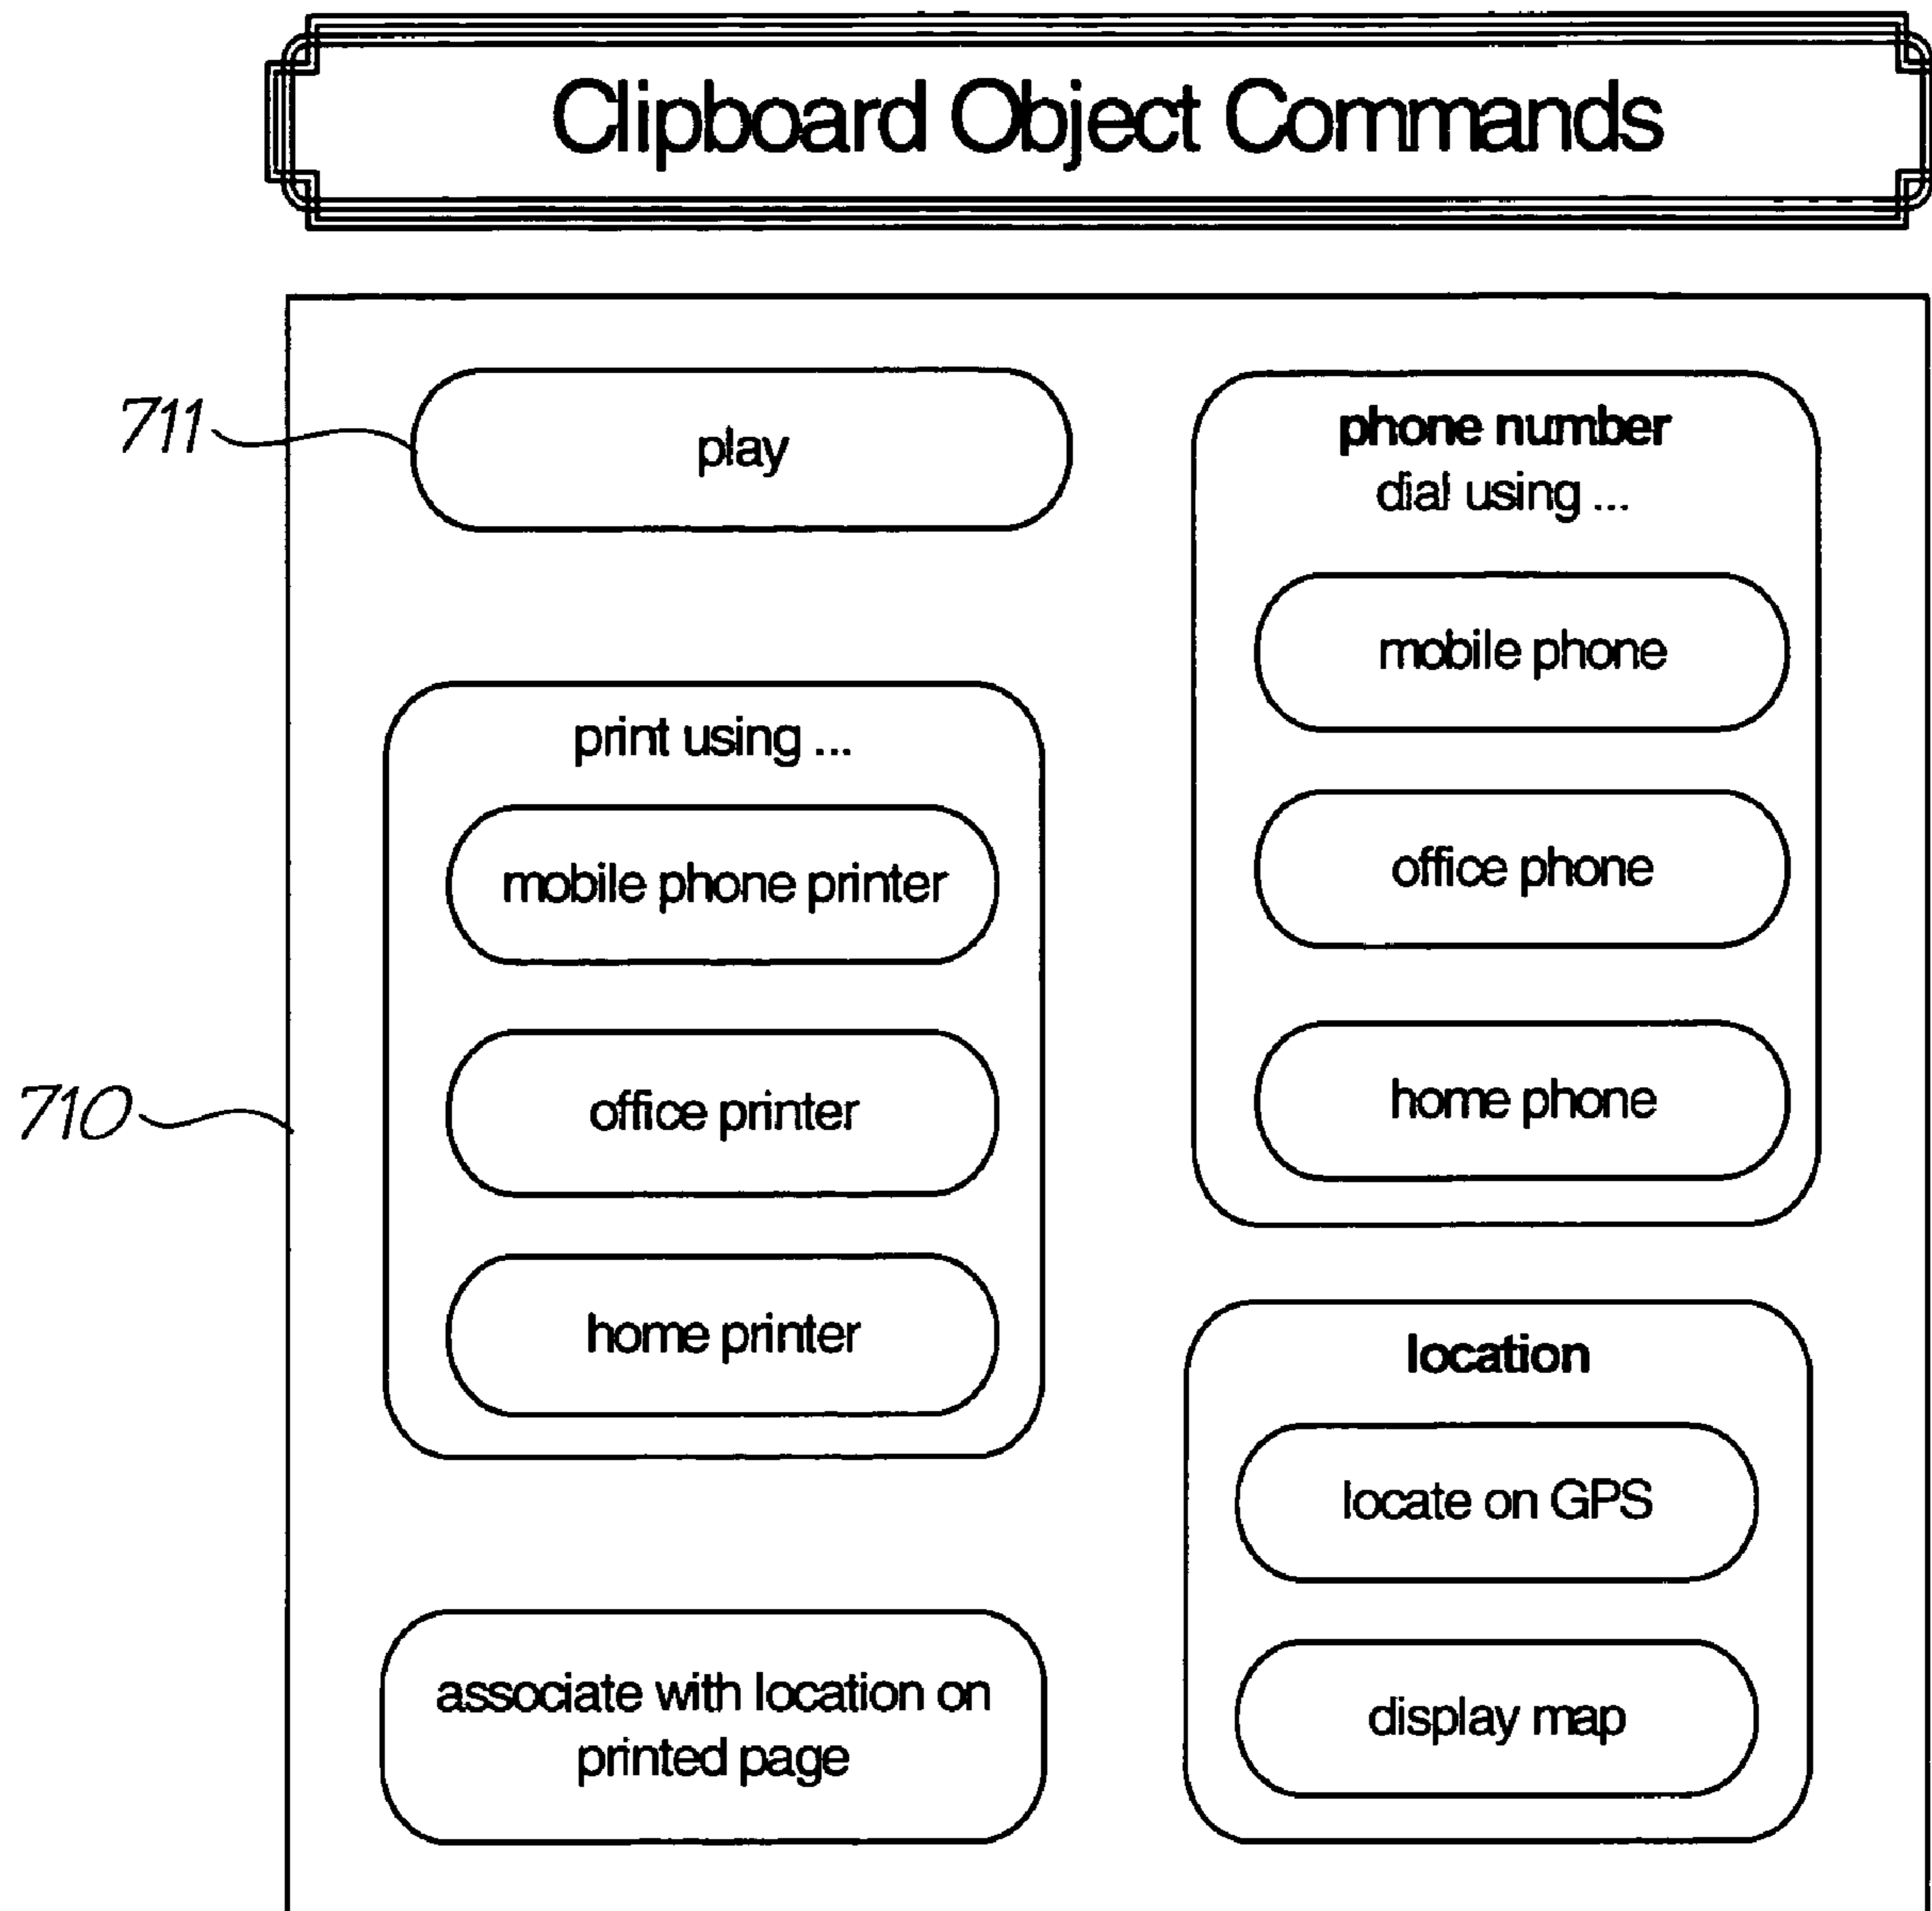 Clipboard Object Commands
711
play
print using ...
mobile phone printer
office printer
home printer
710
associate with location on
printed page
phone number
dial using ...
mobile phone
office phone
home phone
location
locate on GPS
display map